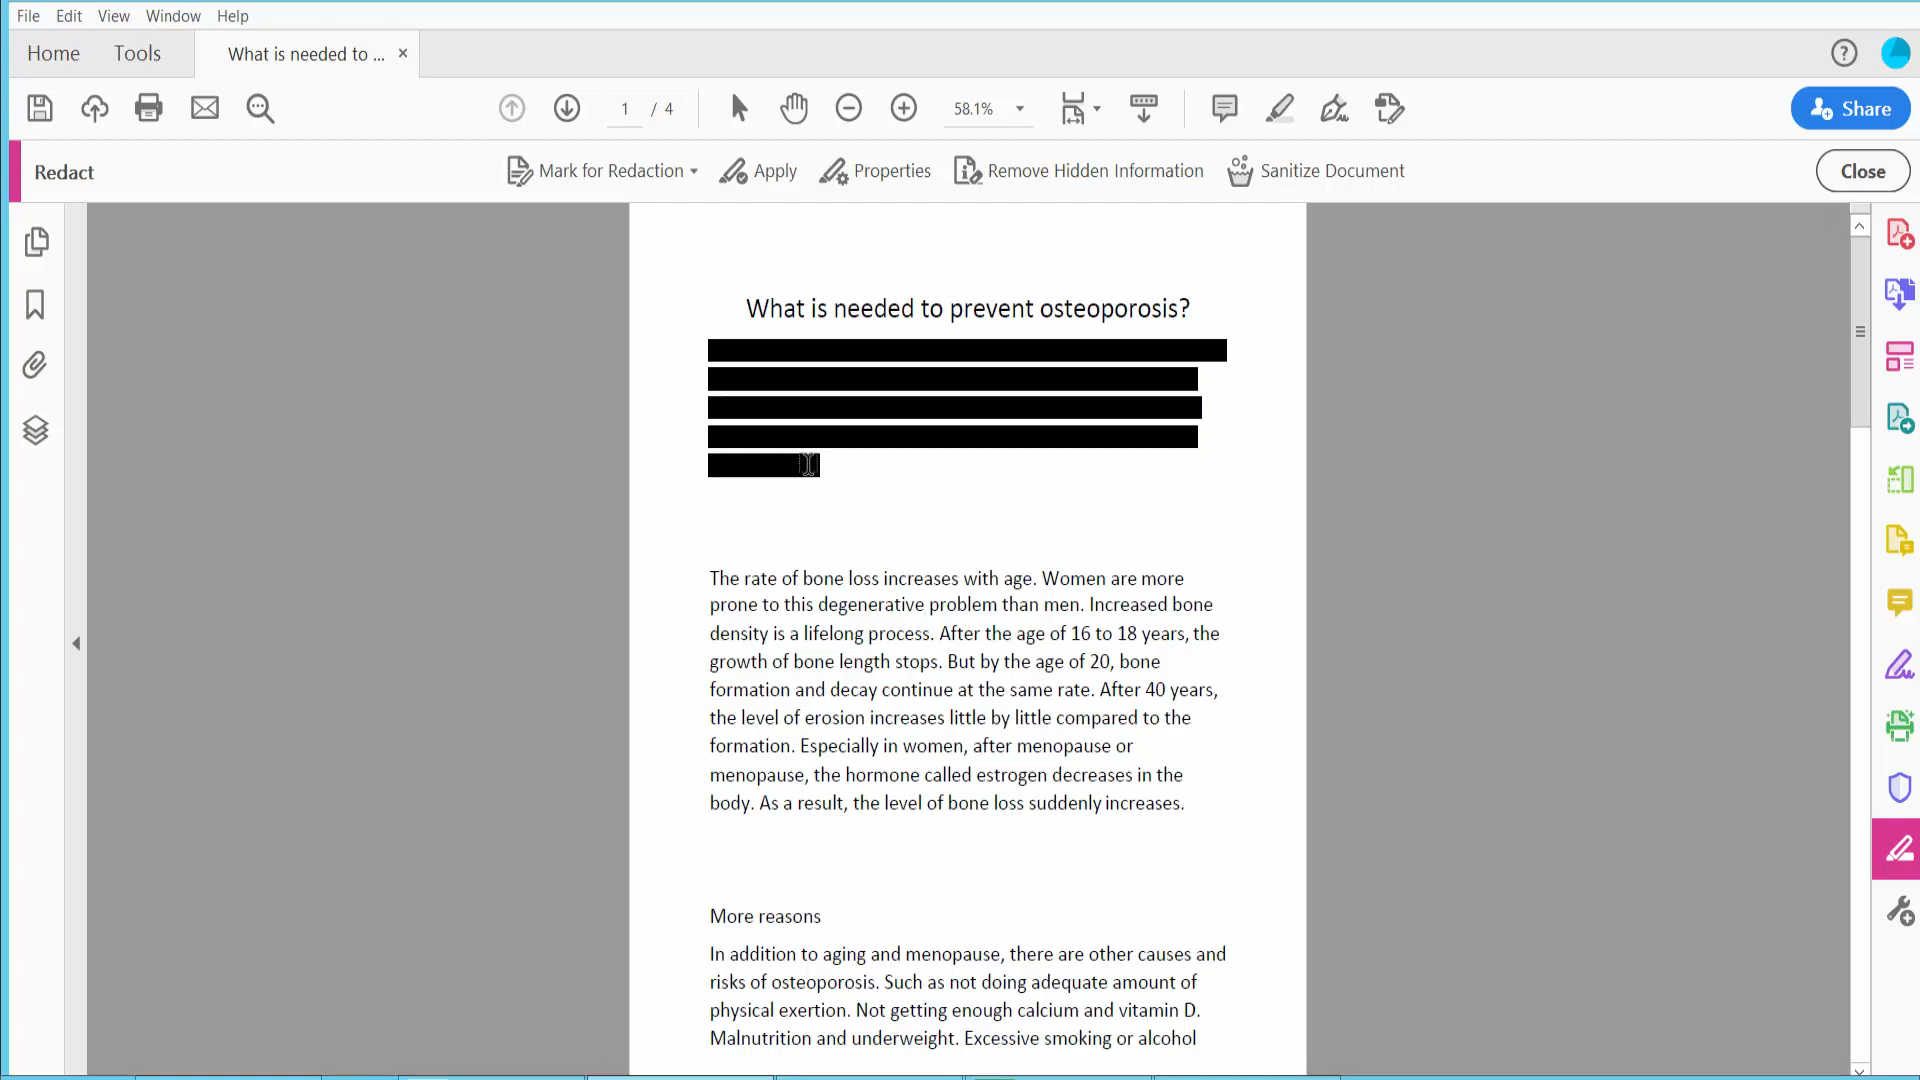 File Edit View Window Help
Home Tools What is needed to ... ×
1 / 4 58.1% Share
Redact Mark for Redaction Apply Properties Remove Hidden Information Sanitize Document Close
What is needed to prevent osteoporosis?
The rate of bone loss increases with age. Women are more
prone to this degenerative problem than men. Increased bone
density is a lifelong process. After the age of 16 to 18 years, the
growth of bone length stops. But by the age of 20, bone
formation and decay continue at the same rate. After 40 years,
the level of erosion increases little by little compared to the
formation. Especially in women, after menopause or
menopause, the hormone called estrogen decreases in the
body. As a result, the level of bone loss suddenly increases.
More reasons
In addition to aging and menopause, there are other causes and
risks of osteoporosis. Such as not doing adequate amount of
physical exertion. Not getting enough calcium and vitamin D.
Malnutrition and underweight. Excessive smoking or alcohol